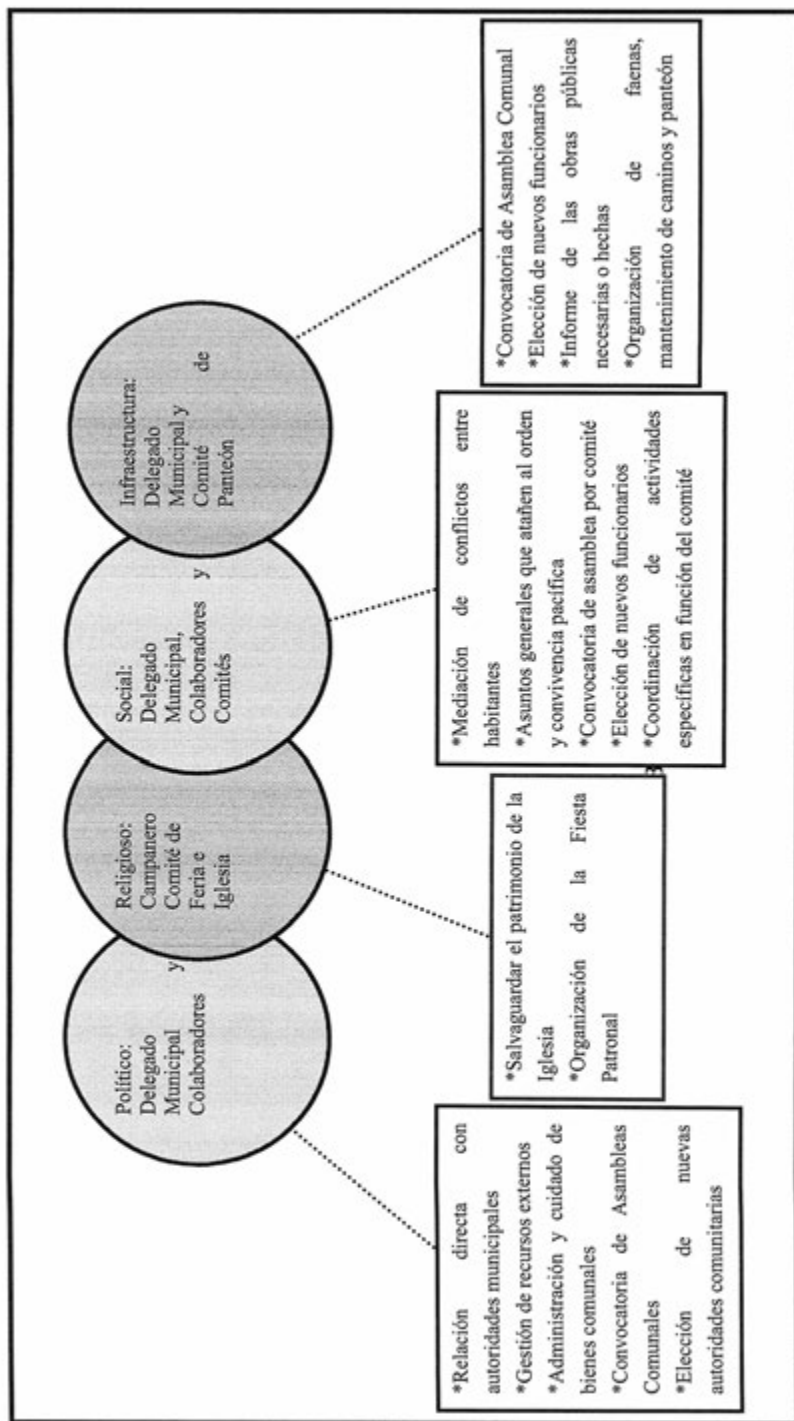 Político:
Delegado
Municipal y
Colaboradores
Religioso:
Campanero
Comité de
Feria e
Iglesia
Social:
Delegado
Municipal,
Colaboradores y
Comités
Infraestructura:
Delegado
Municipal y
Comité de
Panteón
*Relación directa con
autoridades municipales
*Gestión de recursos externos
*Administración y cuidado de
bienes comunales
*Convocatoria de Asambleas
Comunales
*Elección de nuevas
autoridades comunitarias
*Salvaguardar el patrimonio de la
Iglesia
*Organización de la Fiesta
Patronal
*Mediación de conflictos entre
habitantes
*Asuntos generales que atañen al orden
y convivencia pacífica
*Convocatoria de asamblea por comité
*Elección de nuevos funcionarios
*Coordinación de actividades
específicas en función del comité
*Convocatoria de Asamblea Comunal
*Elección de nuevos funcionarios
*Informe de las obras públicas
necesarias o hechas
*Organización de faenas,
mantenimiento de caminos y panteón